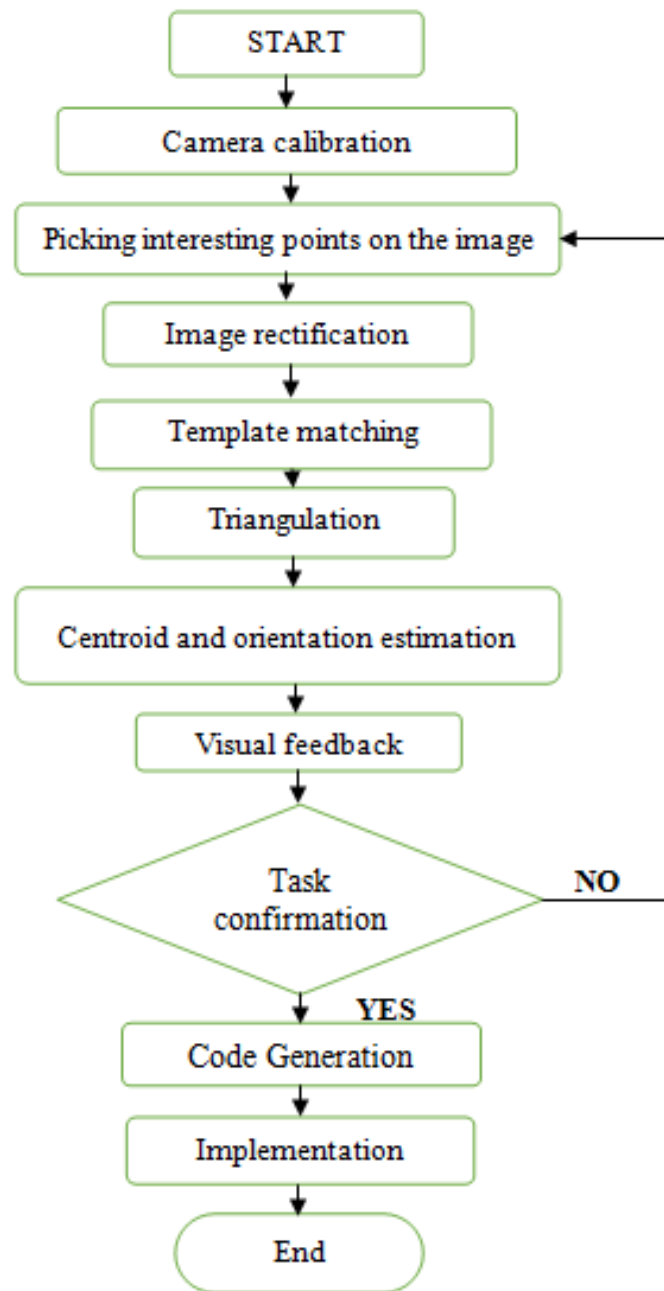 START
Camera calibration
Picking interesting points on the image
Image rectification
Template matching
Triangulation
Centroid and orientation estimation
Visual feedback
Task
confirmation
NO
YES
Code Generation
Implementation
End